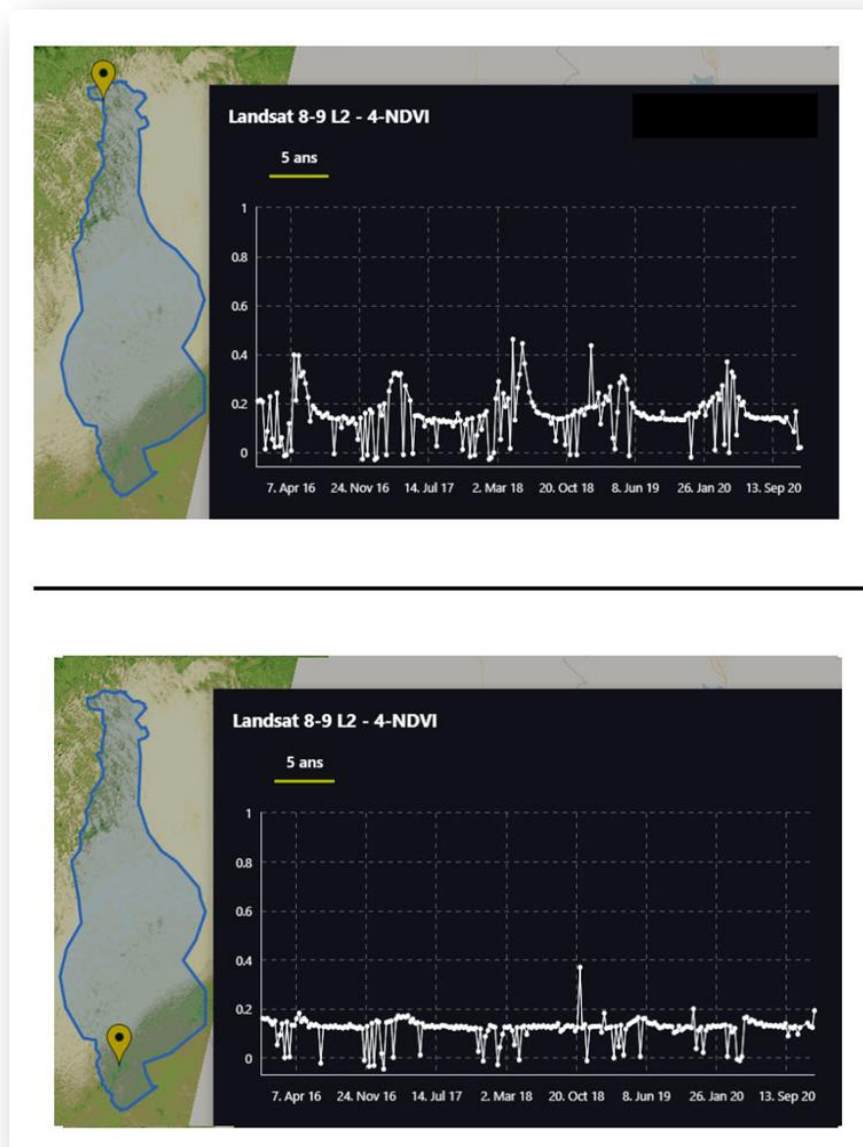 Landsat 8-9 L2 - 4-NDVI
5 ans
1
0.8
0.6
0.4
0.2
0
7. Apr 16 24. Nov 16 14. Jul 17 2. Mar 18 20. Oct 18 8. Jun 19 26. Jan 20 13. Sep 20
Landsat 8-9 L2 - 4-NDVI
5 ans
1
0.8
0.6
0.4
0.2
0
7. Apr 16 24. Nov 16 14. Jul 17 2. Mar 18 20. Oct 18 8. Jun 19 26. Jan 20 13. Sep 20